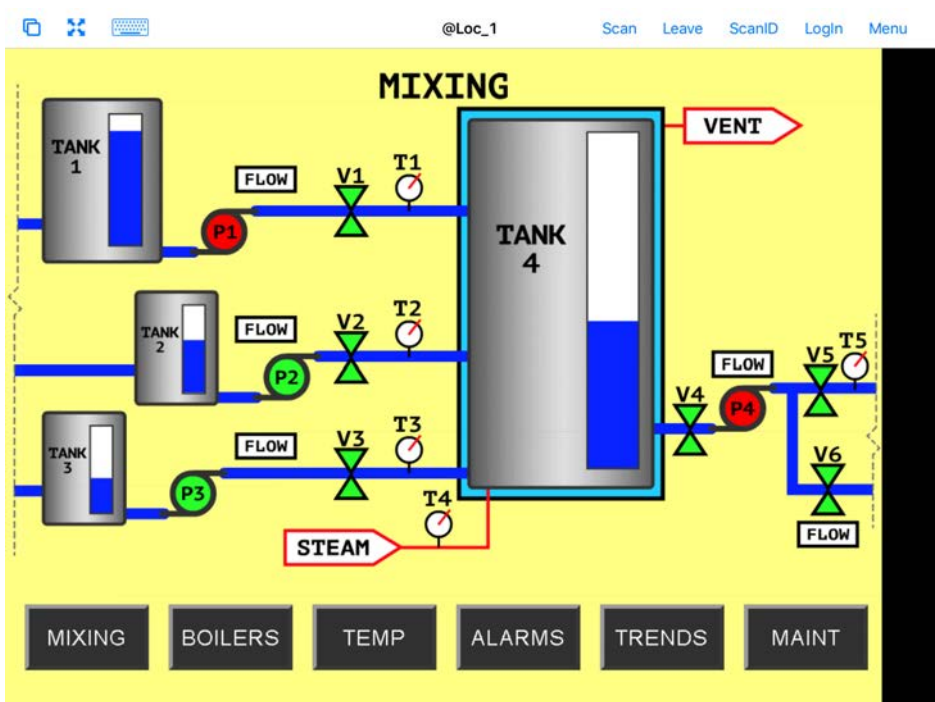 @Loc_1
Scan
Leave
ScanID
LogIn
Menu
MIXING
TANK
1
FLOW
V1
T1
P1
VENT
TANK
4
TANK
2
FLOW
V2
T2
P2
TANK
3
FLOW
V3
T3
P3
T4
STEAM
FLOW
V4
P4
V5
T5
V6
FLOW
MIXING
BOILERS
TEMP
ALARMS
TRENDS
MAINT